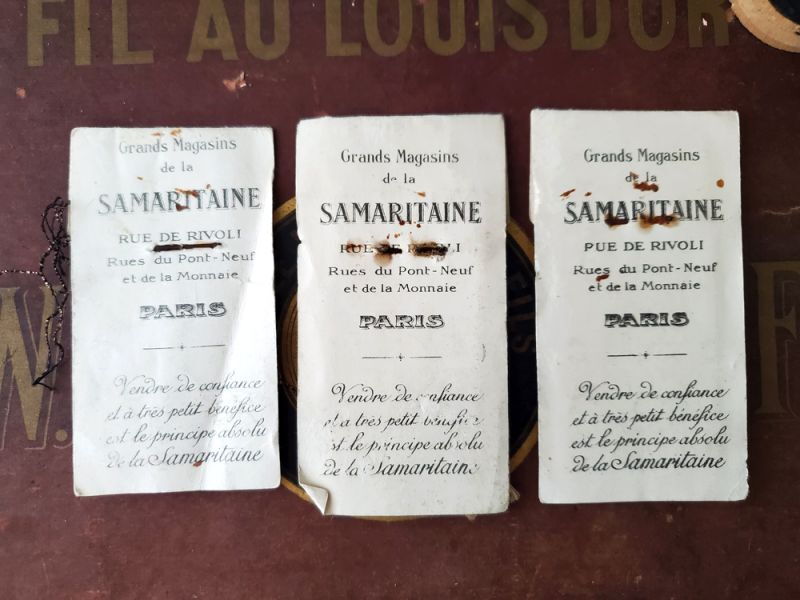 FIL AU LOUIS D'OR
Grands Magasins
de la
SAMARITAINE
RUE DE RIVOLI
Rues du Pont-Neuf
et de la Monnaie
PARIS
Vendre de confiance
et à très petit bénéfice
est le principe absolu
de la Samaritaine
Grands Magasins
de la
SAMARITAINE
RUE DE RIVOLI
Rues du Pont-Neuf
et de la Monnaie
PARIS
Vendre de confiance
et a très petit bénéfice
est le principe absolu
de la Samaritaine
Grands Magasins
de la
SAMARITAINE
RUE DE RIVOLI
Rues du Pont-Neuf
et de la Monnaie
PARIS
Vendre de confiance
et à très petit bénéfice
est le principe absolu
de la Samaritaine
W.
FILS
F